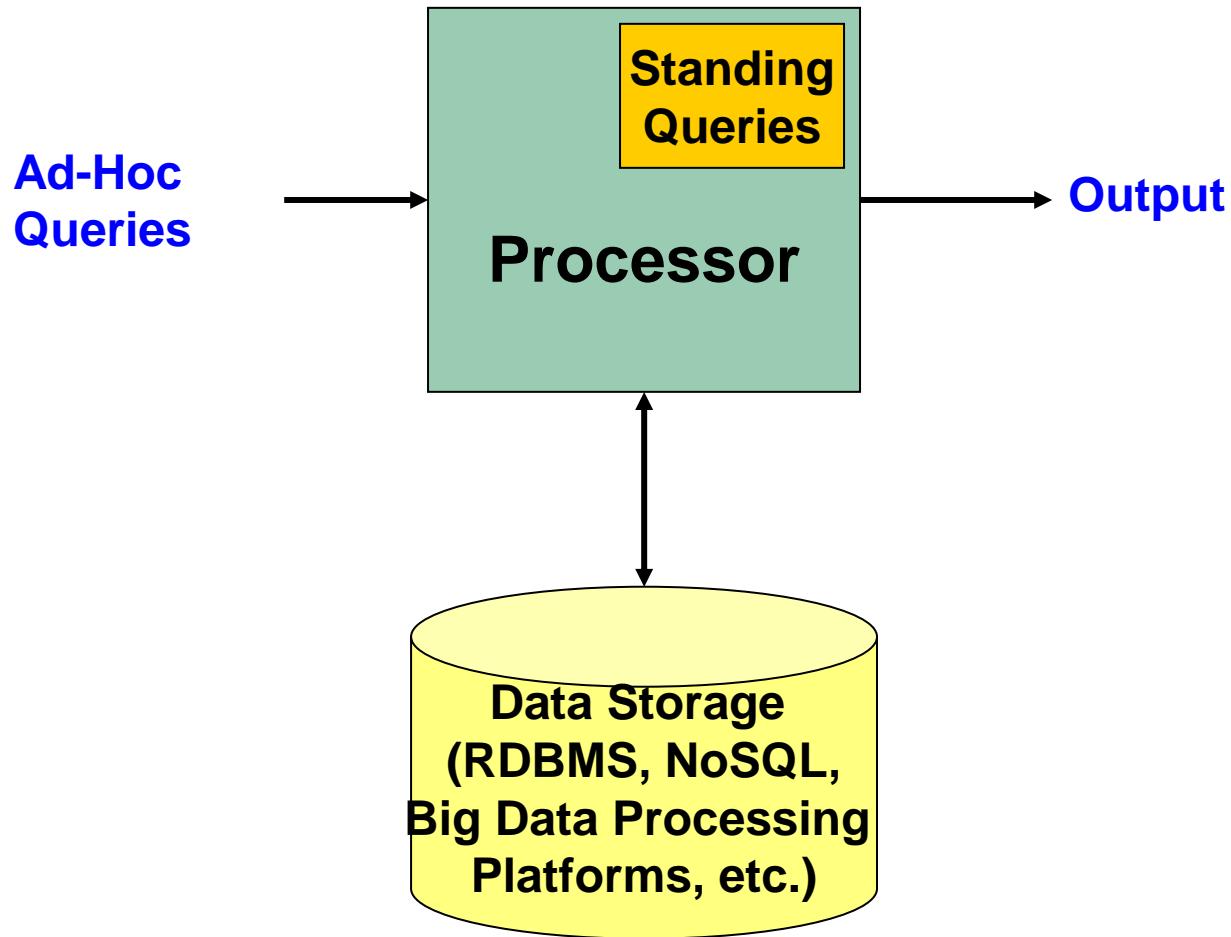 Standing
Queries
Ad-Hoc
Queries
Output
Processor
Data Storage
(RDBMS, NoSQL,
Big Data Processing
Platforms, etc.)